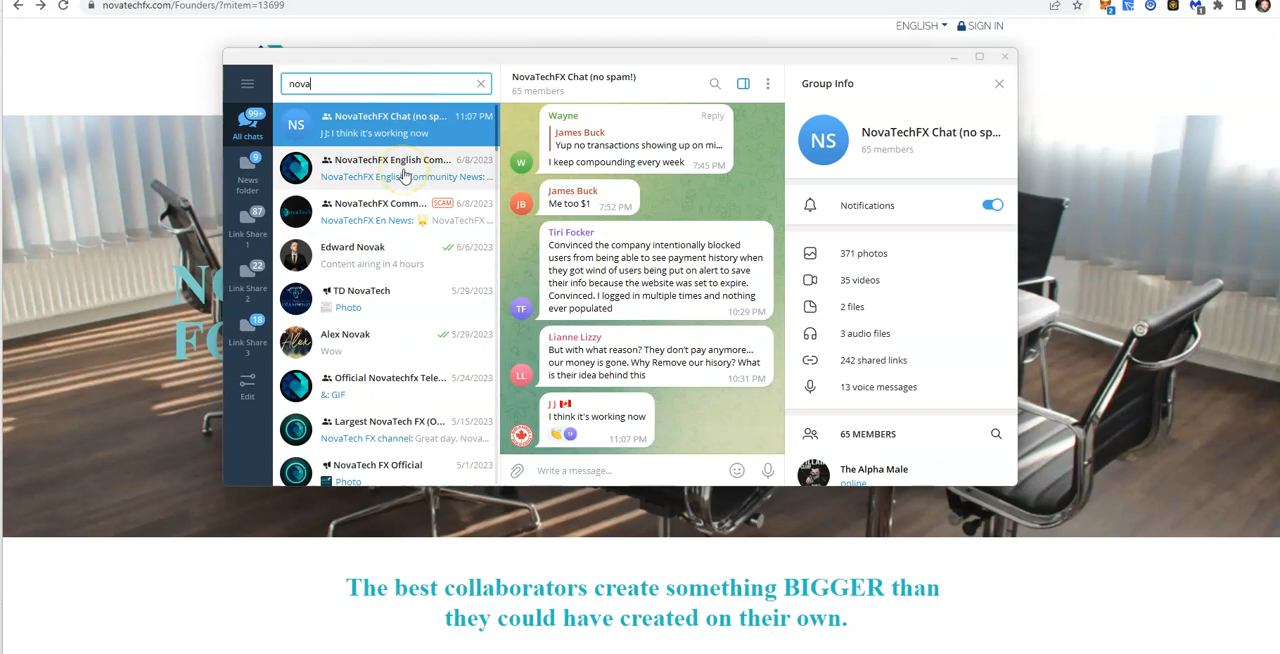 novatechfx.com/Founders/?mitem=13699
ENGLISH
SIGN IN
99+
All chats
9
News
folder
87
Link Share
1
22
Link Share
2
18
Link Share
3
Edit
nova
NS
NovaTechFX Chat (no sp... 11:07 PM
J J: I think it's working now
NovaTechFX English Com... 6/8/2023
NovaTechFX English Community News: ...
NovaTechFX Comm... SCAM 6/8/2023
NovaTechFX En News: 🌟 NovaTechFX ...
Edward Novak 6/6/2023
Content airing in 4 hours
TD NovaTech 5/29/2023
Photo
Alex Novak 5/29/2023
Wow
Official Novatechfx Tele... 5/24/2023
&: GIF
Largest NovaTech FX (O... 5/15/2023
NovaTech FX channel: Great day. Nova...
NovaTech FX Official 5/1/2023
Photo
NovaTechFX Chat (no spam!)
65 members
Wayne Reply
James Buck
Yup no transactions showing up on mi...
I keep compounding every week 7:45 PM
W
James Buck
Me too $1 7:52 PM
JB
Tiri Focker
Convinced the company intentionally blocked
users from being able to see payment history when
they got wind of users being put on alert to save
their info because the website was set to expire.
Convinced. I logged in multiple times and nothing
ever populated 10:29 PM
TF
Lianne Lizzy
But with what reason? They don't pay anymore...
our money is gone. Why Remove our hisory? What
is their idea behind this 10:31 PM
LL
J J 🇨🇦
I think it's working now
11:07 PM
Write a message...
Group Info
NS
NovaTechFX Chat (no sp...
65 members
Notifications
371 photos
35 videos
2 files
3 audio files
242 shared links
13 voice messages
65 MEMBERS
The Alpha Male
online
The best collaborators create something BIGGER than
they could have created on their own.